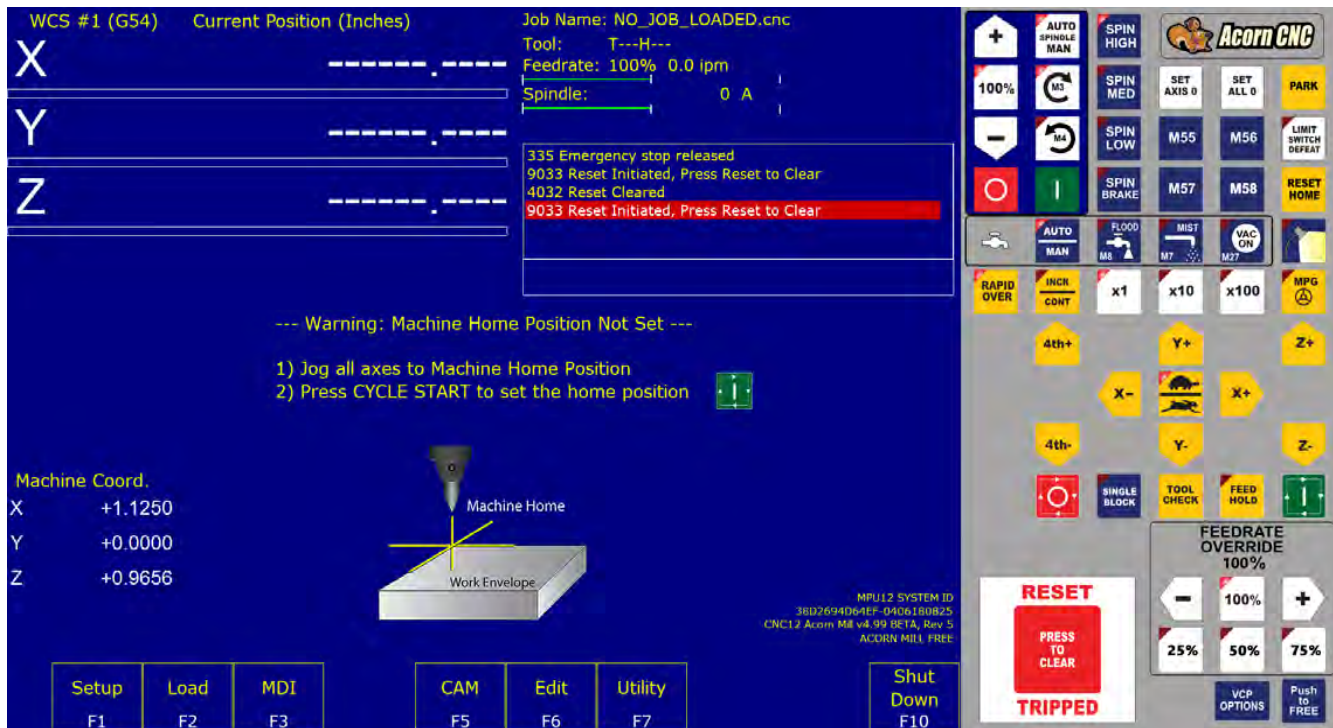 WCS #1 (G54) Current Position (Inches)
X ------.----
Y ------.----
Z ------.----
Job Name: NO_JOB_LOADED.cnc
Tool: T---H---
Feedrate: 100% 0.0 ipm
Spindle: 0 A
335 Emergency stop released
9033 Reset Initiated, Press Reset to Clear
4032 Reset Cleared
9033 Reset Initiated, Press Reset to Clear
--- Warning: Machine Home Position Not Set ---
1) Jog all axes to Machine Home Position
2) Press CYCLE START to set the home position
Machine Coord.
X +1.1250
Y +0.0000
Z +0.9656
Machine Home
Work Envelope
MPU12 SYSTEM ID
38D2694D64EF-0406180825
CNC12 Acorn Mill v4.99 BETA, Rev 5
ACORN MILL FREE
Setup
F1
Load
F2
MDI
F3
CAM
F5
Edit
F6
Utility
F7
Shut
Down
F10
+
AUTO
SPINDLE
MAN
SPIN
HIGH
Acorn CNC
100%
M3
SPIN
MED
SET
AXIS 0
SET
ALL 0
PARK
-
M4
SPIN
LOW
M55
M56
LIMIT
SWITCH
DEFEAT
SPIN
BRAKE
M57
M58
RESET
HOME
AUTO
MAN
FLOOD
M8
MIST
M7
VAC
ON
M27
RAPID
OVER
INCR
CONT
x1
x10
x100
MPG
4th+
Y+
Z+
X-
X+
4th-
Y-
Z-
SINGLE
BLOCK
TOOL
CHECK
FEED
HOLD
FEEDRATE
OVERRIDE
100%
-
100%
+
25%
50%
75%
RESET
PRESS
TO
CLEAR
TRIPPED
VCP
OPTIONS
Push
to
FREE